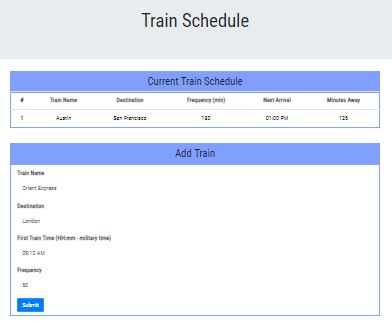 Train Schedule
Current Train Schedule
# Train Name Destination Frequency (min) Next Arrival Minutes Away
1 Austin San Francisco 180 01:00 PM 126
Add Train
Train Name
Orient Express
Destination
London
First Train Time (HH:mm - military time)
09:10 AM
Frequency
60
Submit